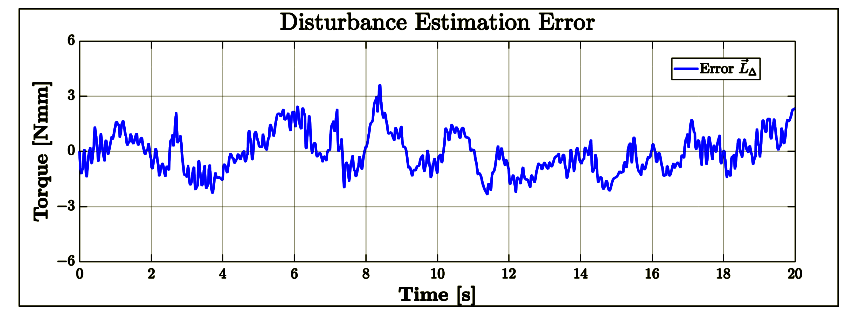 Disturbance Estimation Error
6
3
0
−3
−6
Torque [Nmm]
Error L⃗Δ
0 2 4 6 8 10 12 14 16 18 20
Time [s]